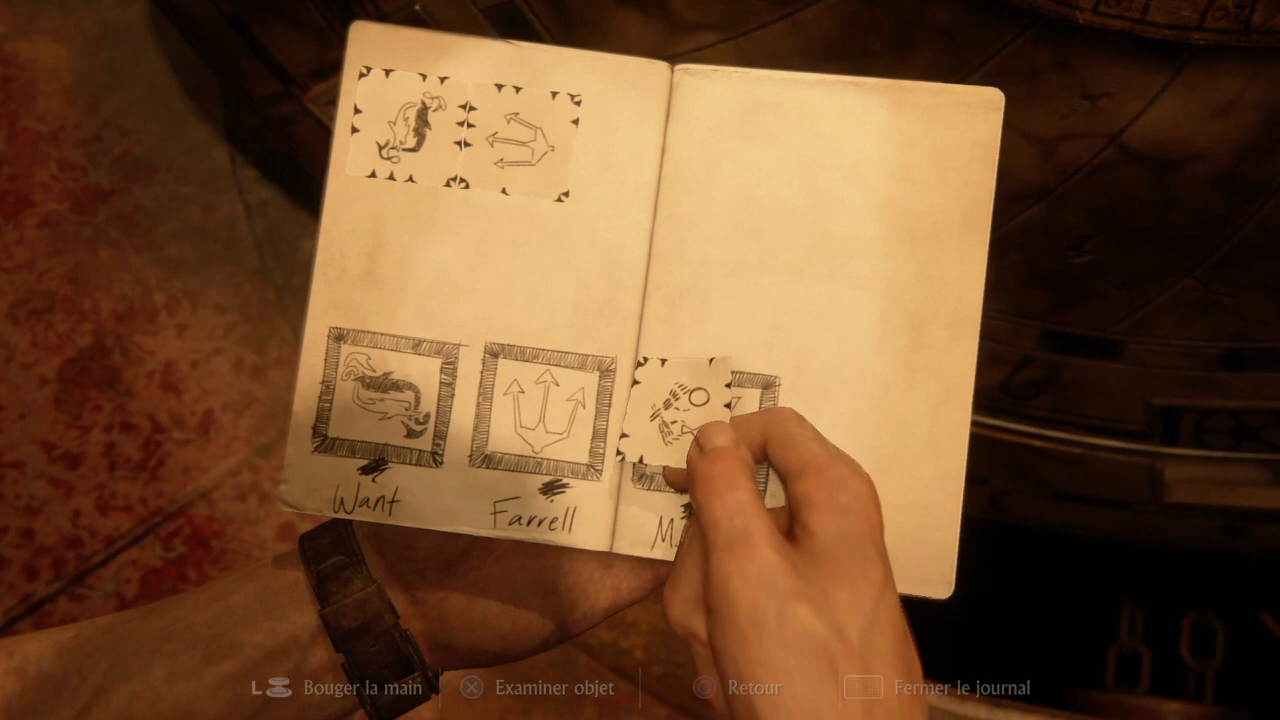 Want
Farrell
L Bouger la main
Examiner objet
Retour
Fermer le journal